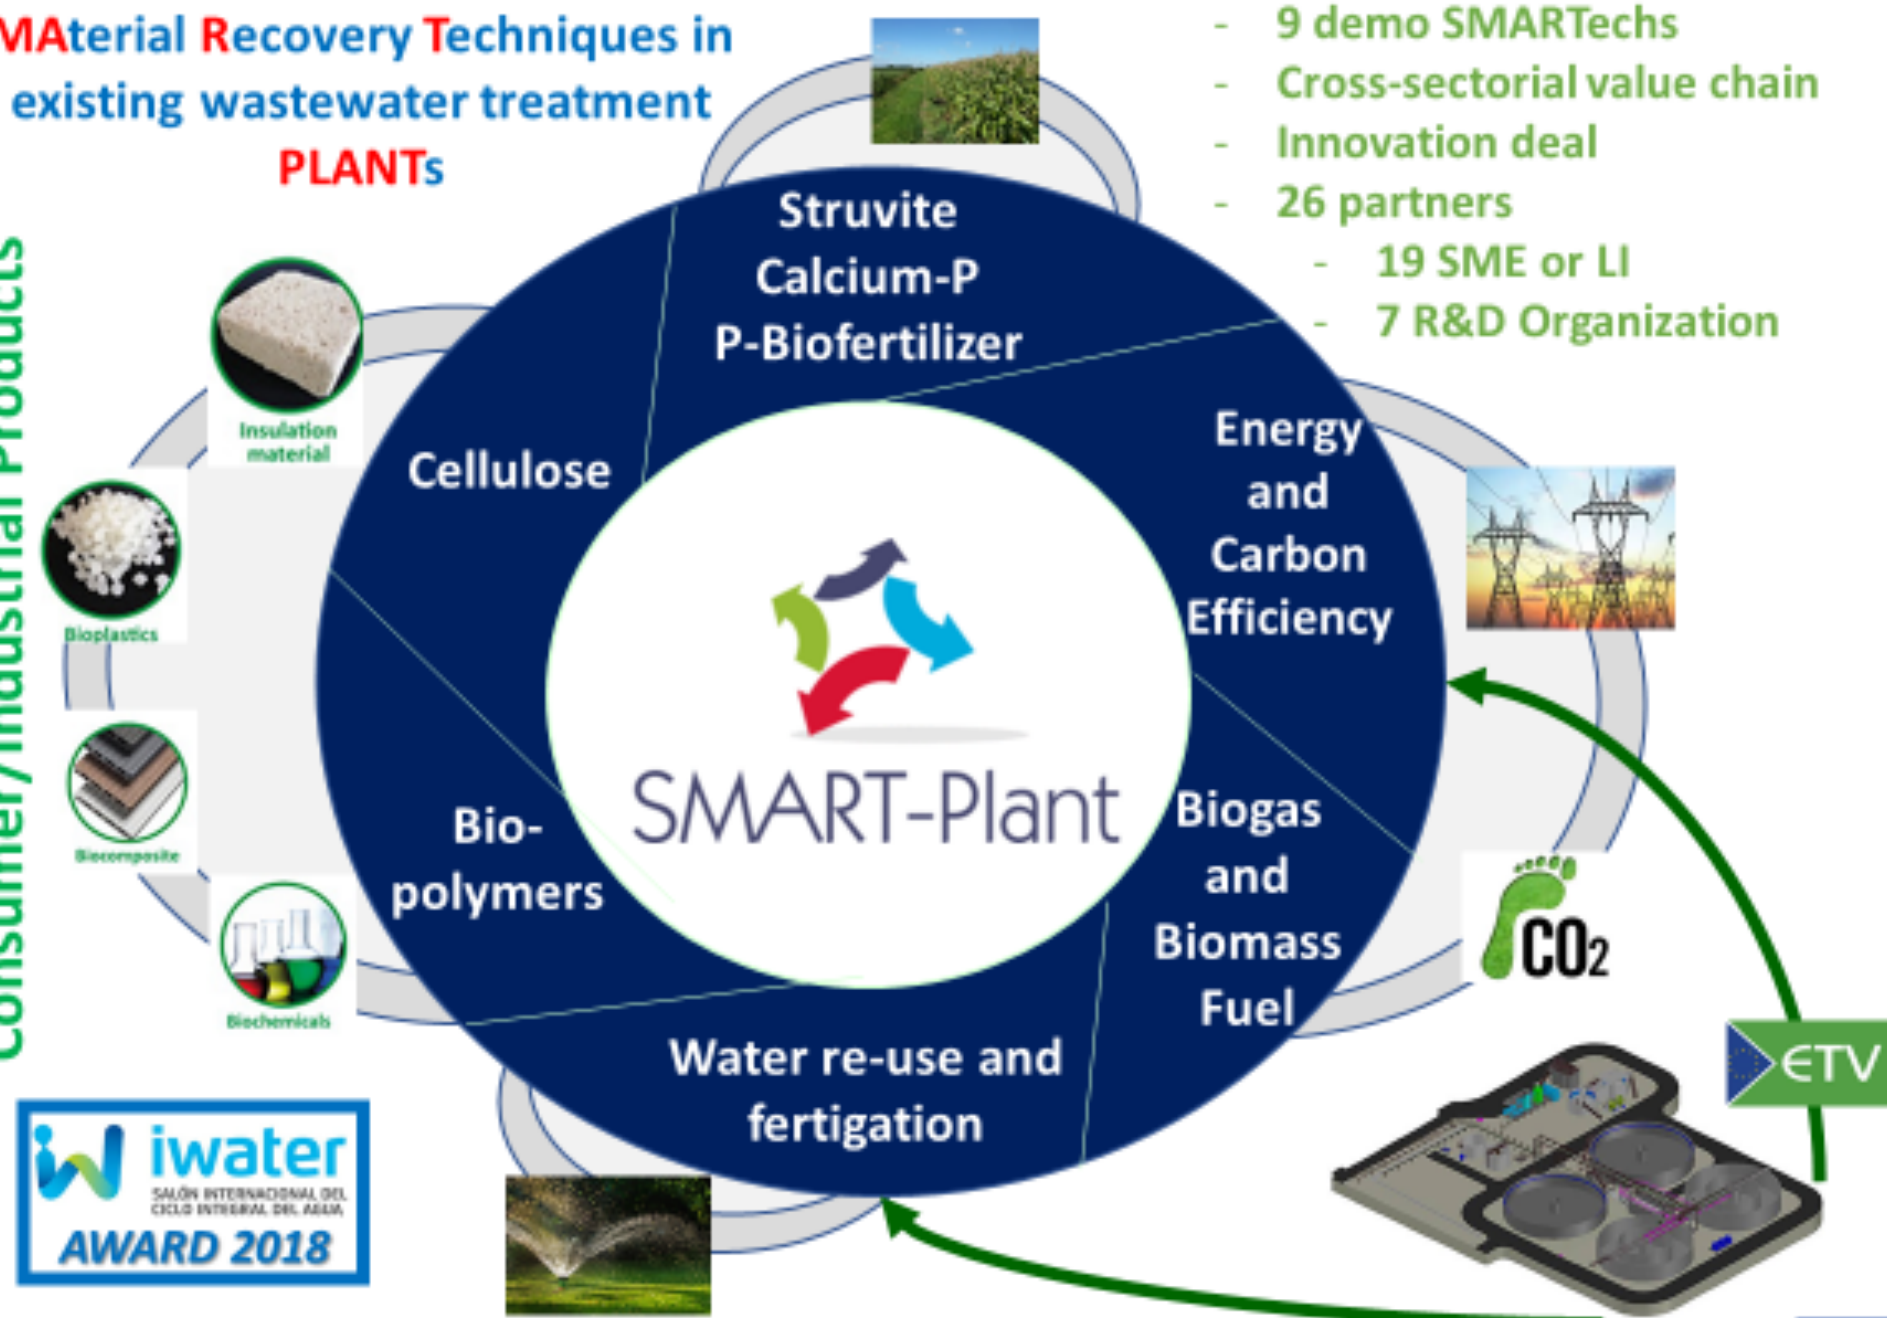 MAterial Recovery Techniques in
existing wastewater treatment
PLANTs
- 9 demo SMARTechs
- Cross-sectorial value chain
- Innovation deal
- 26 partners
- 19 SME or LI
- 7 R&D Organization
Consumer/Industrial Products
Struvite
Calcium-P
P-Biofertilizer
Energy
and
Carbon
Efficiency
Biogas
and
Biomass
Fuel
Water re-use and
fertigation
Bio-
polymers
Cellulose
SMART-Plant
Insulation
material
Bioplastics
Biocomposite
Biochemicals
CO2
ETV
iwater
SALÓN INTERNACIONAL DEL
CICLO INTEGRAL DEL AGUA
AWARD 2018